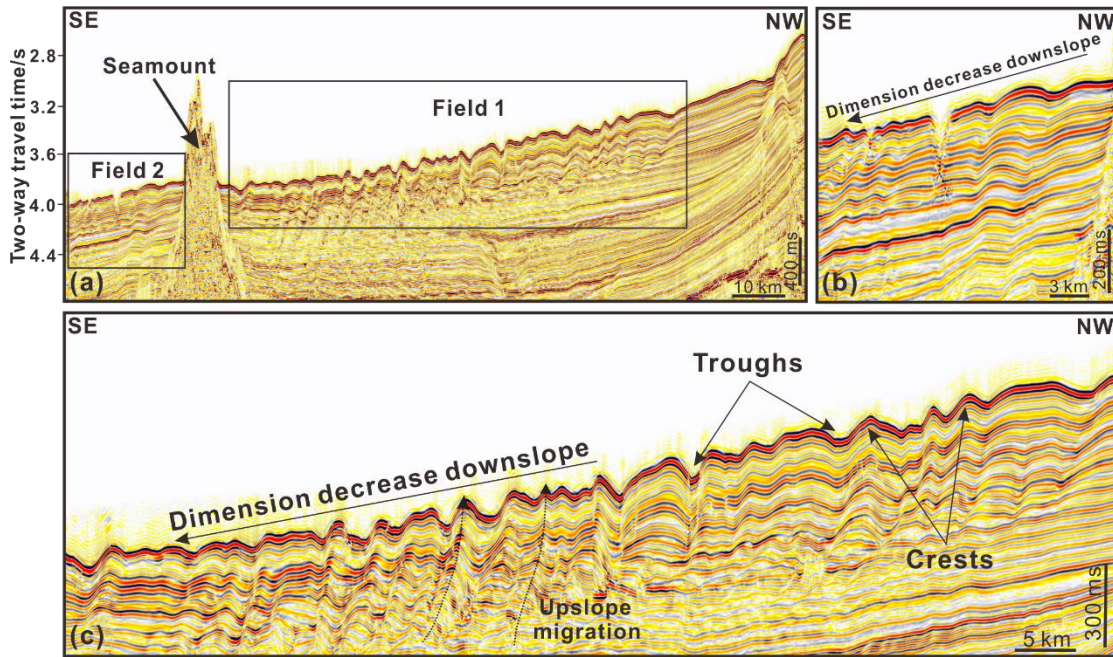 SE
NW
Two-way travel time/s
2.8
3.2
3.6
4.0
4.4
Seamount
Field 1
Field 2
(a)
10 km
400 ms
SE
NW
Dimension decrease downslope
(b)
3 km
200 ms
SE
NW
Troughs
Dimension decrease downslope
Crests
Upslope
migration
(c)
5 km
300 ms